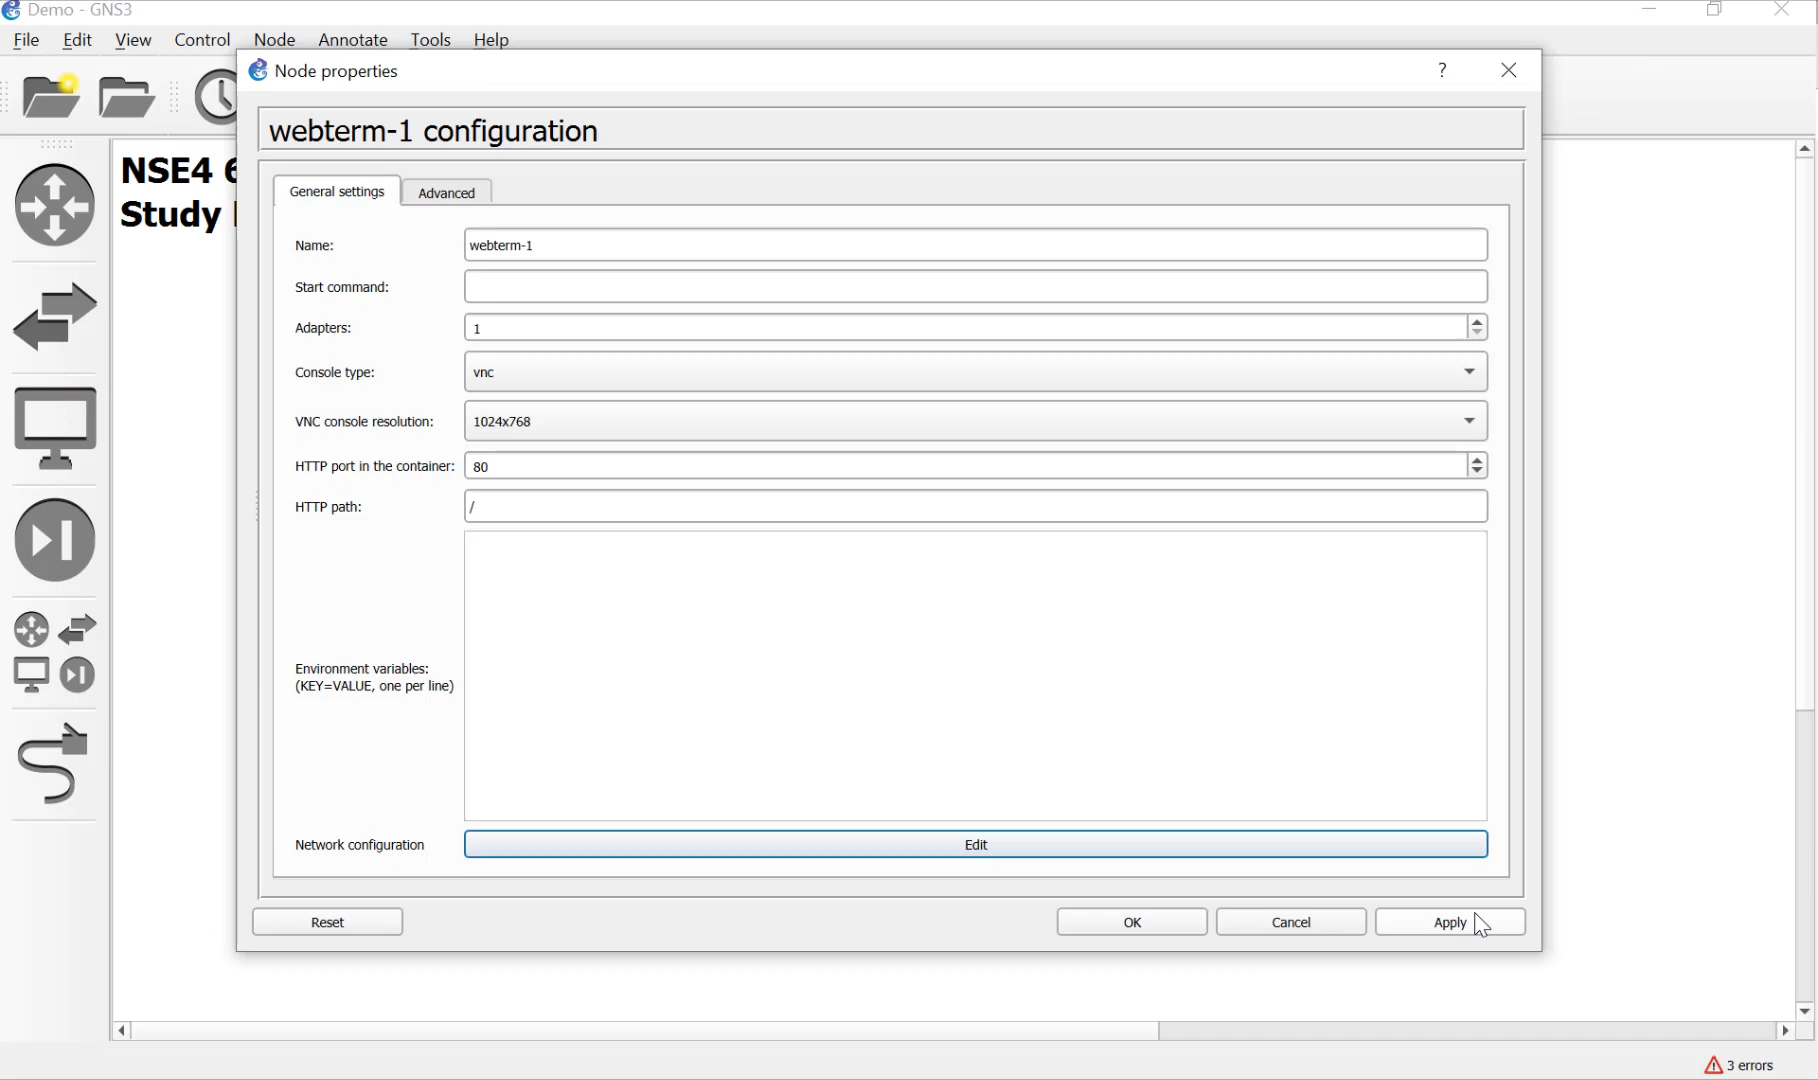 Demo - GNS3
File Edit View Control Node Annotate Tools Help
Node properties
?
webterm-1 configuration
NSE4 6
Study
General settings Advanced
Name: webterm-1
Start command:
Adapters: 1
Console type: vnc
VNC console resolution: 1024x768
HTTP port in the container: 80
HTTP path: /
Environment variables:
(KEY=VALUE, one per line)
Network configuration Edit
Reset OK Cancel Apply
3 errors